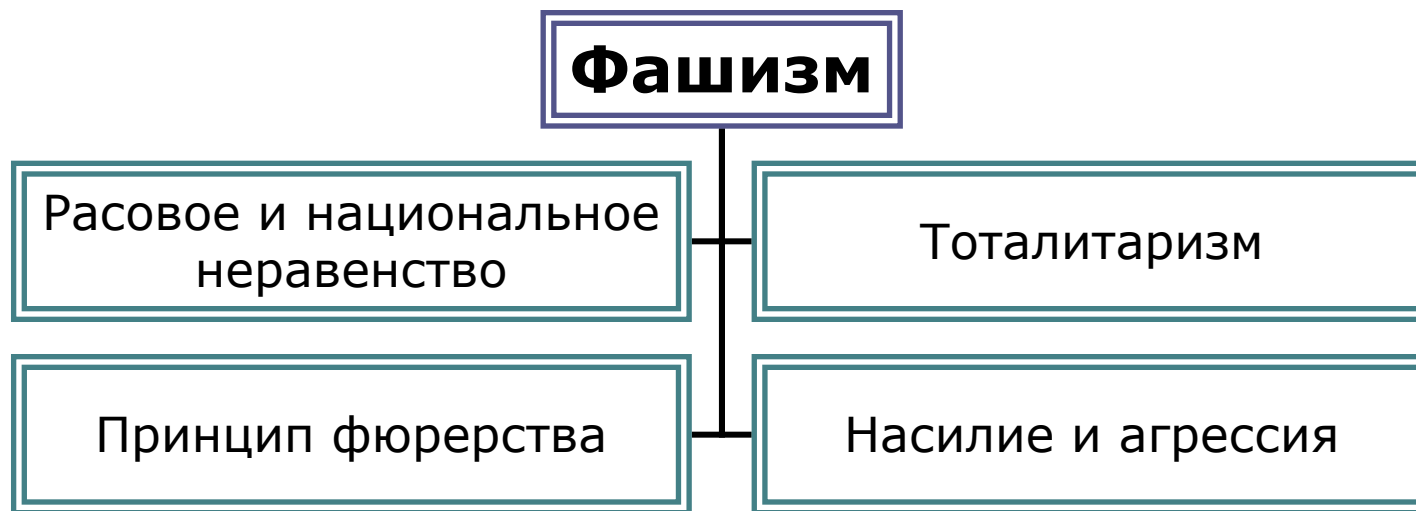 Фашизм
Расовое и национальное
неравенство
Тоталитаризм
Принцип фюрерства
Насилие и агрессия